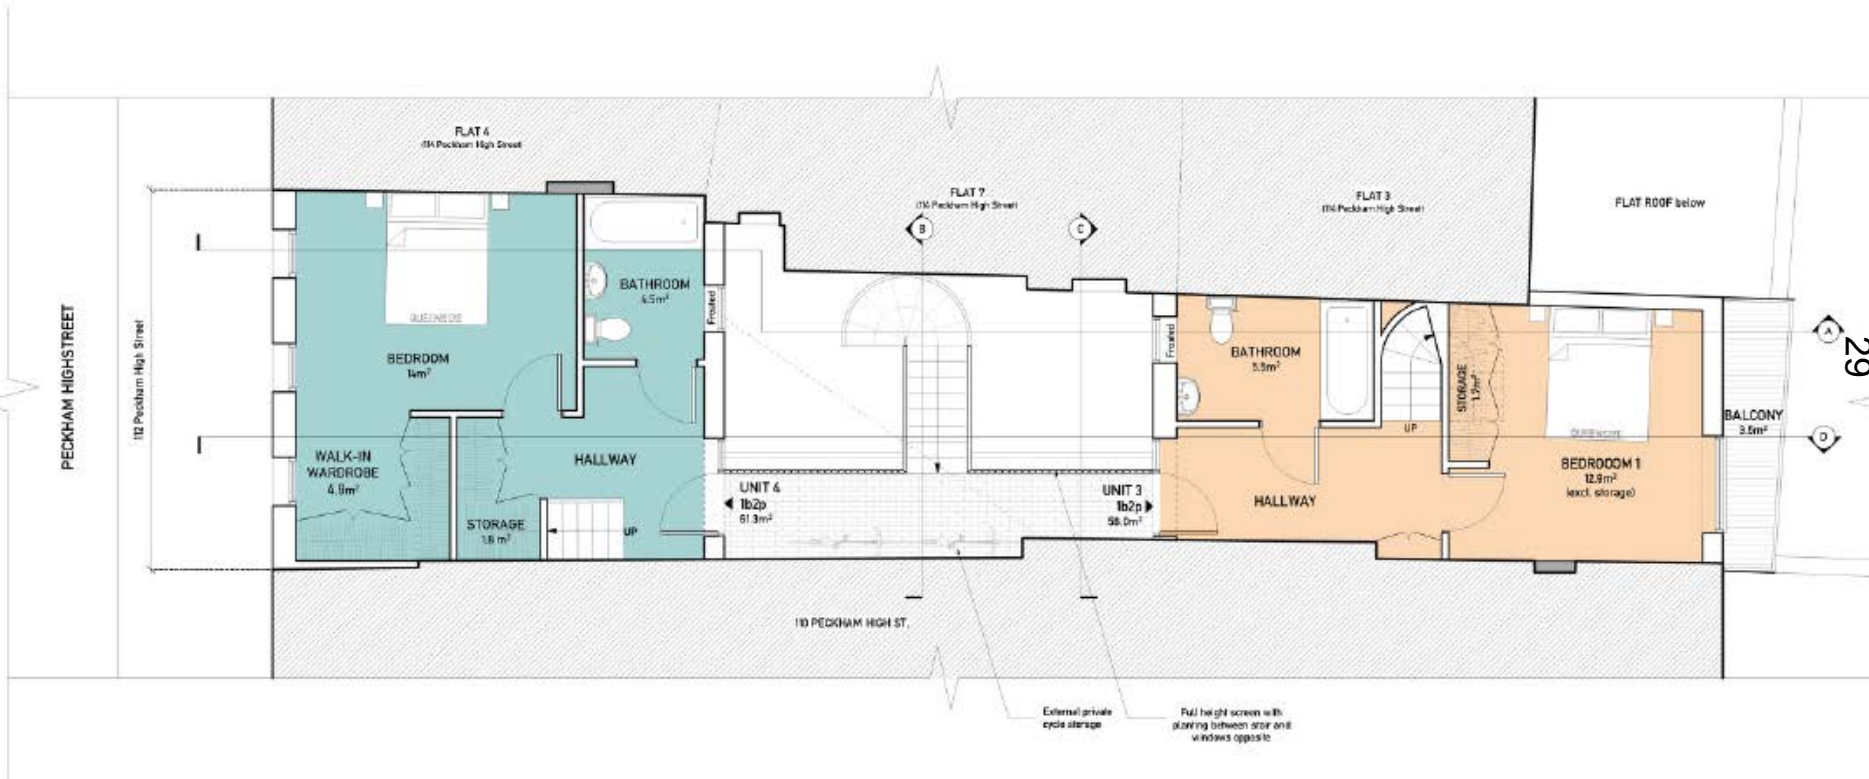 FLAT 4
(114 Peckham High Street)
FLAT 7
(114 Peckham High Street)
FLAT 3
(114 Peckham High Street)
FLAT ROOF below
B
C
A
D
29
PECKHAM HIGHSTREET
112 Peckham High Street
BEDROOM
14m²
BATHROOM
4.5m²
Frosted
WALK-IN
WARDROBE
4.9m²
STORAGE
1.8 m²
HALLWAY
UP
UNIT 4
1b2p
61.3m²
UNIT 3
1b2p
58.0m²
Frosted
BATHROOM
5.5m²
UP
HALLWAY
STORAGE
1.7m²
BEDROOOM 1
12.9m²
(excl. storage)
BALCONY
3.5m²
110 PECKHAM HIGH ST.
External private
cycle storage
Full height screen with
planting between stair and
windows opposite